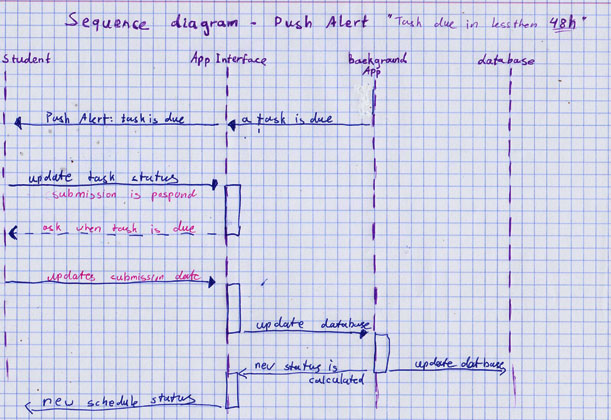 Sequence diagram - Push Alert "Task due in less then 48h"
Student App Interface background App database
Push Alert: task is due
a task is due
update task status
submission is pospond
ask when task is due
updates submission date
update database
new status is calculated
update datbase
new schedule status